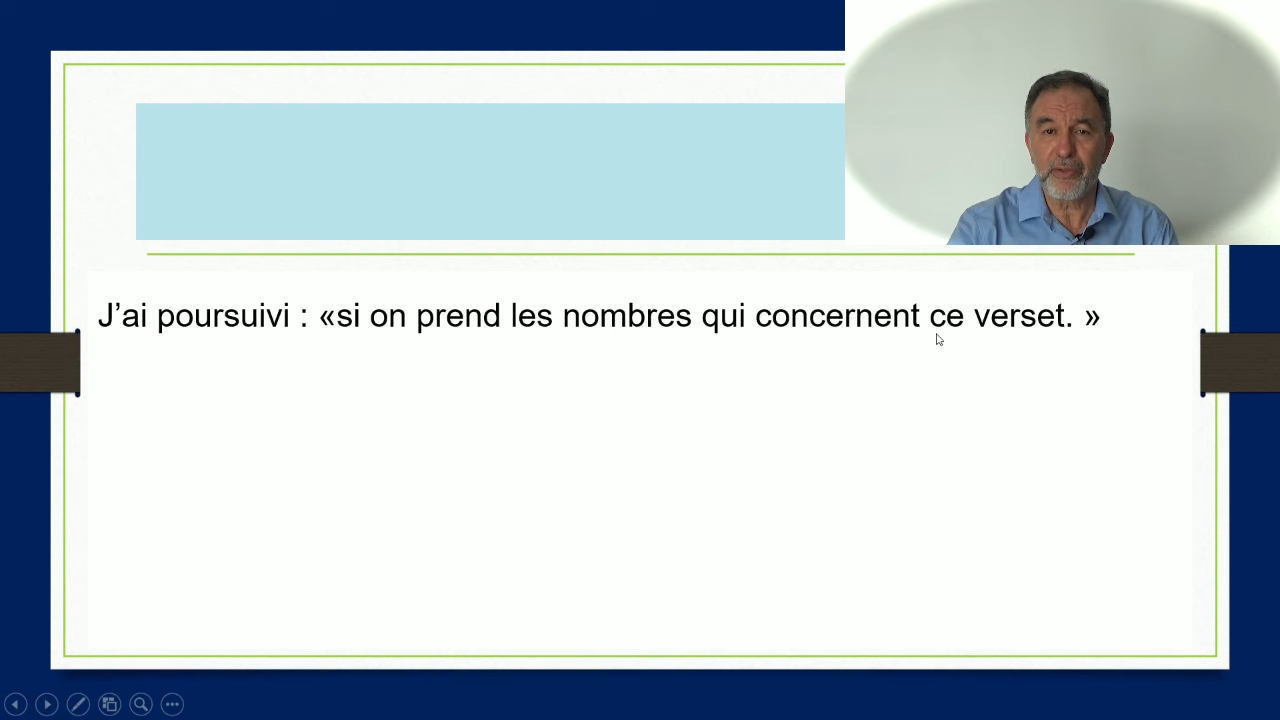 J’ai poursuivi : «si on prend les nombres qui concernent ce verset. »